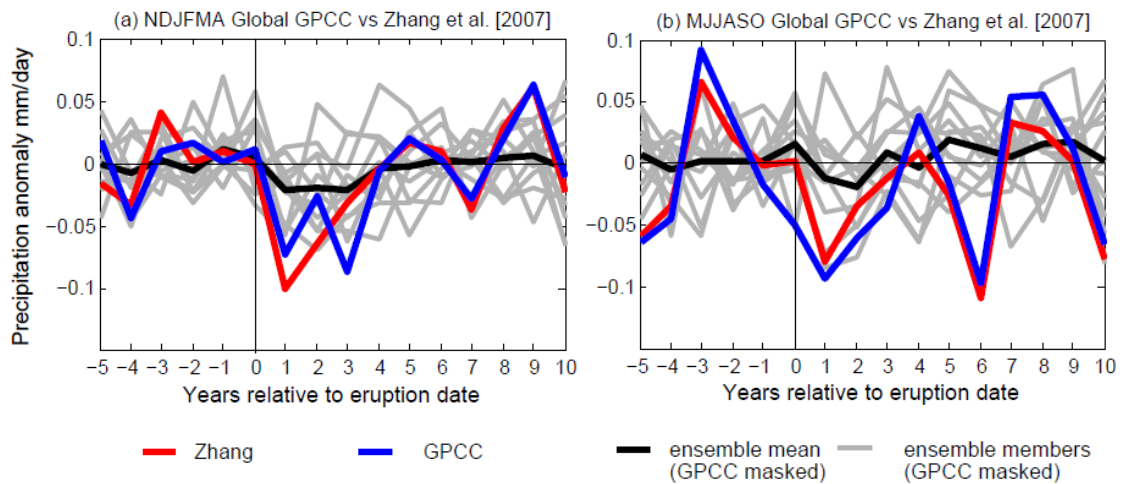 (a) NDJFMA Global GPCC vs Zhang et al. [2007]
Precipitation anomaly mm/day
0.1
0.05
0
−0.05
−0.1
−5 −4 −3 −2 −1 0 1 2 3 4 5 6 7 8 9 10
Years relative to eruption date
(b) MJJASO Global GPCC vs Zhang et al. [2007]
0.1
0.05
0
−0.05
−0.1
−5 −4 −3 −2 −1 0 1 2 3 4 5 6 7 8 9 10
Years relative to eruption date
Zhang
GPCC
ensemble mean
(GPCC masked)
ensemble members
(GPCC masked)